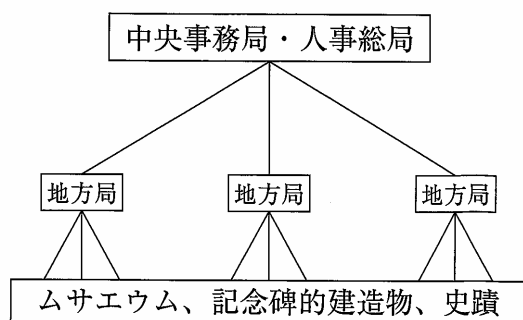 中央事務局・人事総局
地方局 地方局 地方局
ムサエウム、記念碑的建造物、史蹟